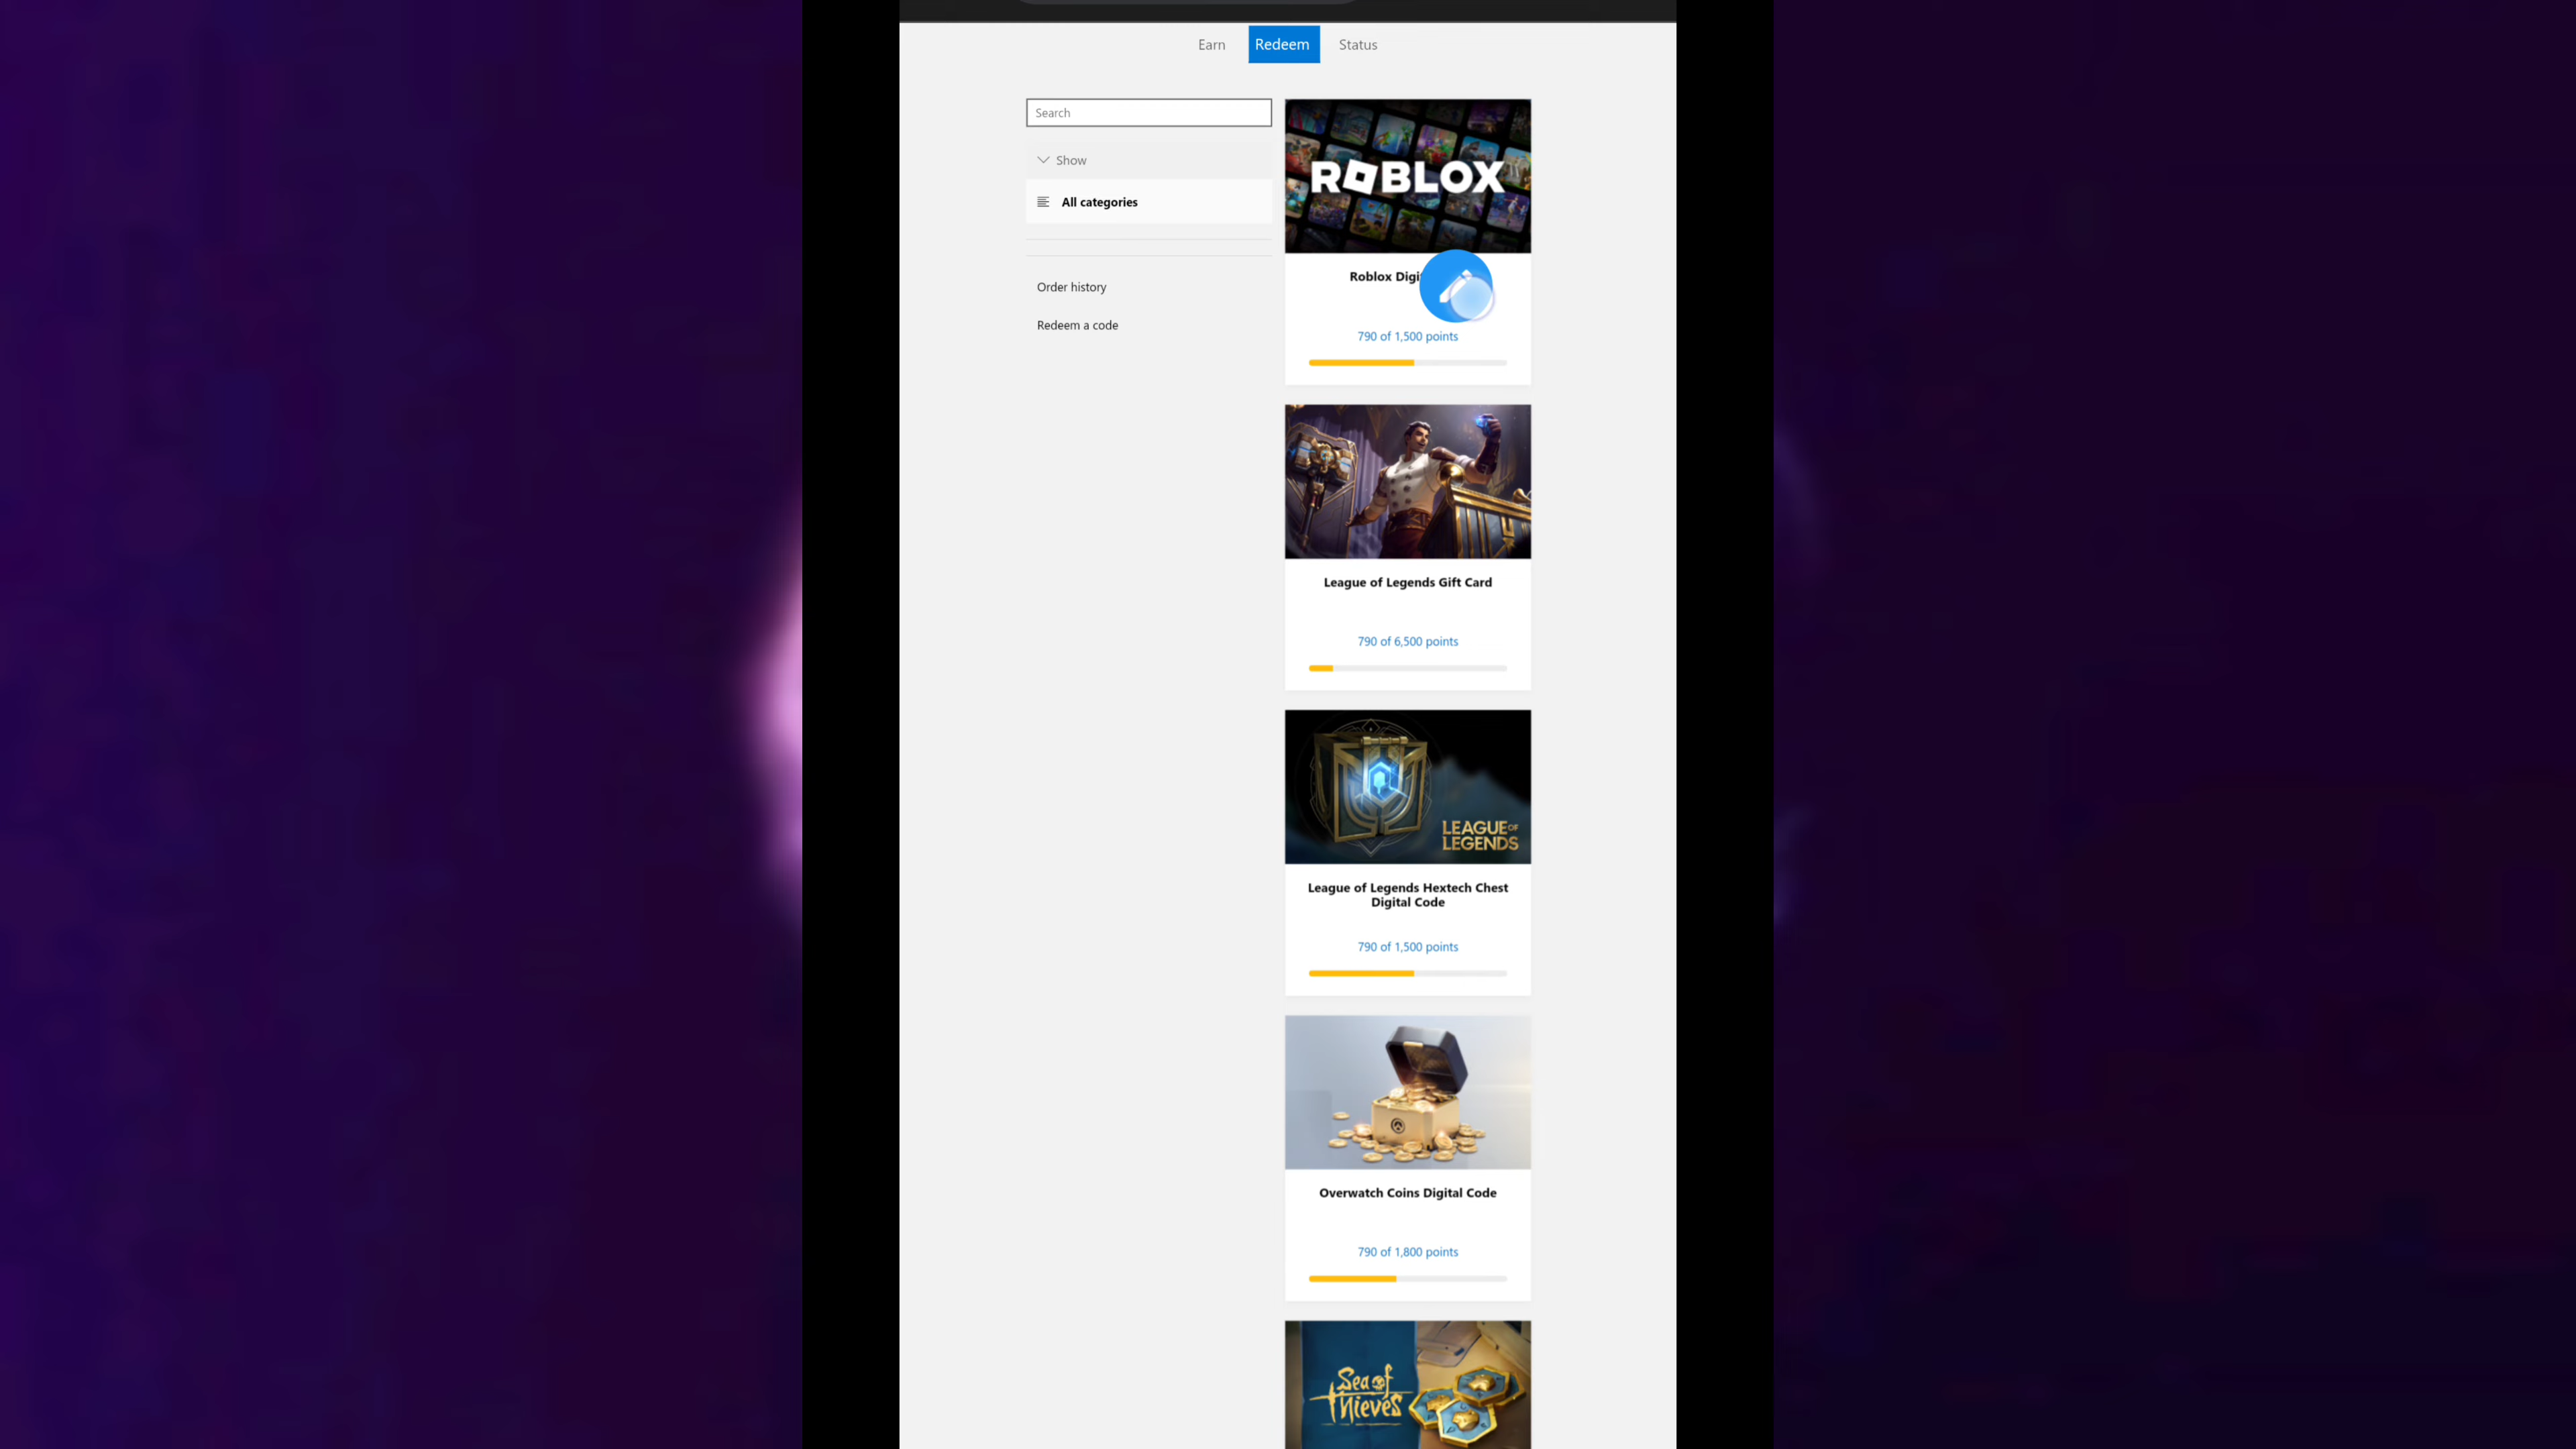 Earn
Redeem
Status
Search
Show
All categories
Order history
Redeem a code
ROBLOX
Roblox
790 of 1,500 points
League of Legends Gift Card
790 of 6,500 points
LEAGUE OF
LEGENDS
League of Legends Hextech Chest
Digital Code
790 of 1,500 points
Overwatch Coins Digital Code
790 of 1,800 points
Sea of
Thieves